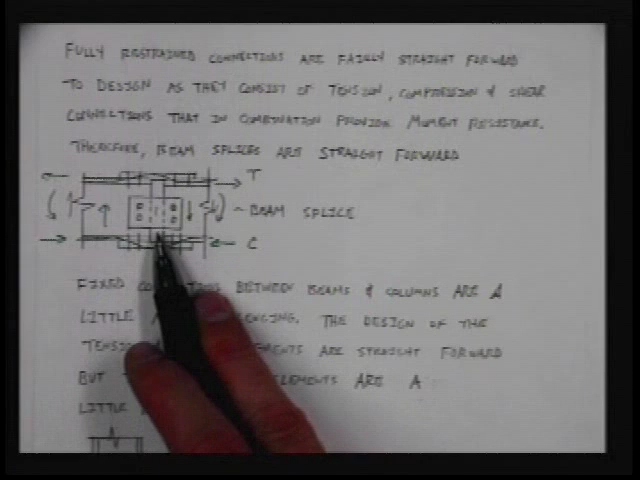 FULLY RESTRAINED CONNECTIONS ARE FAIRLY STRAIGHT FORWARD
TO DESIGN AS THEY CONSIST OF TENSION, COMPRESSION & SHEAR
CONNECTIONS THAT IN COMBINATION PROVIDE MOMENT RESISTANCE.
THEREFORE, BEAM SPLICES ARE STRAIGHT FORWARD
T
~ BEAM SPLICE
C
FIXED BETWEEN BEAMS & COLUMNS ARE A
LITTLE THE DESIGN OF THE
ARE STRAIGHT FORWARD
BUT ELEMENTS ARE A
LITTLE